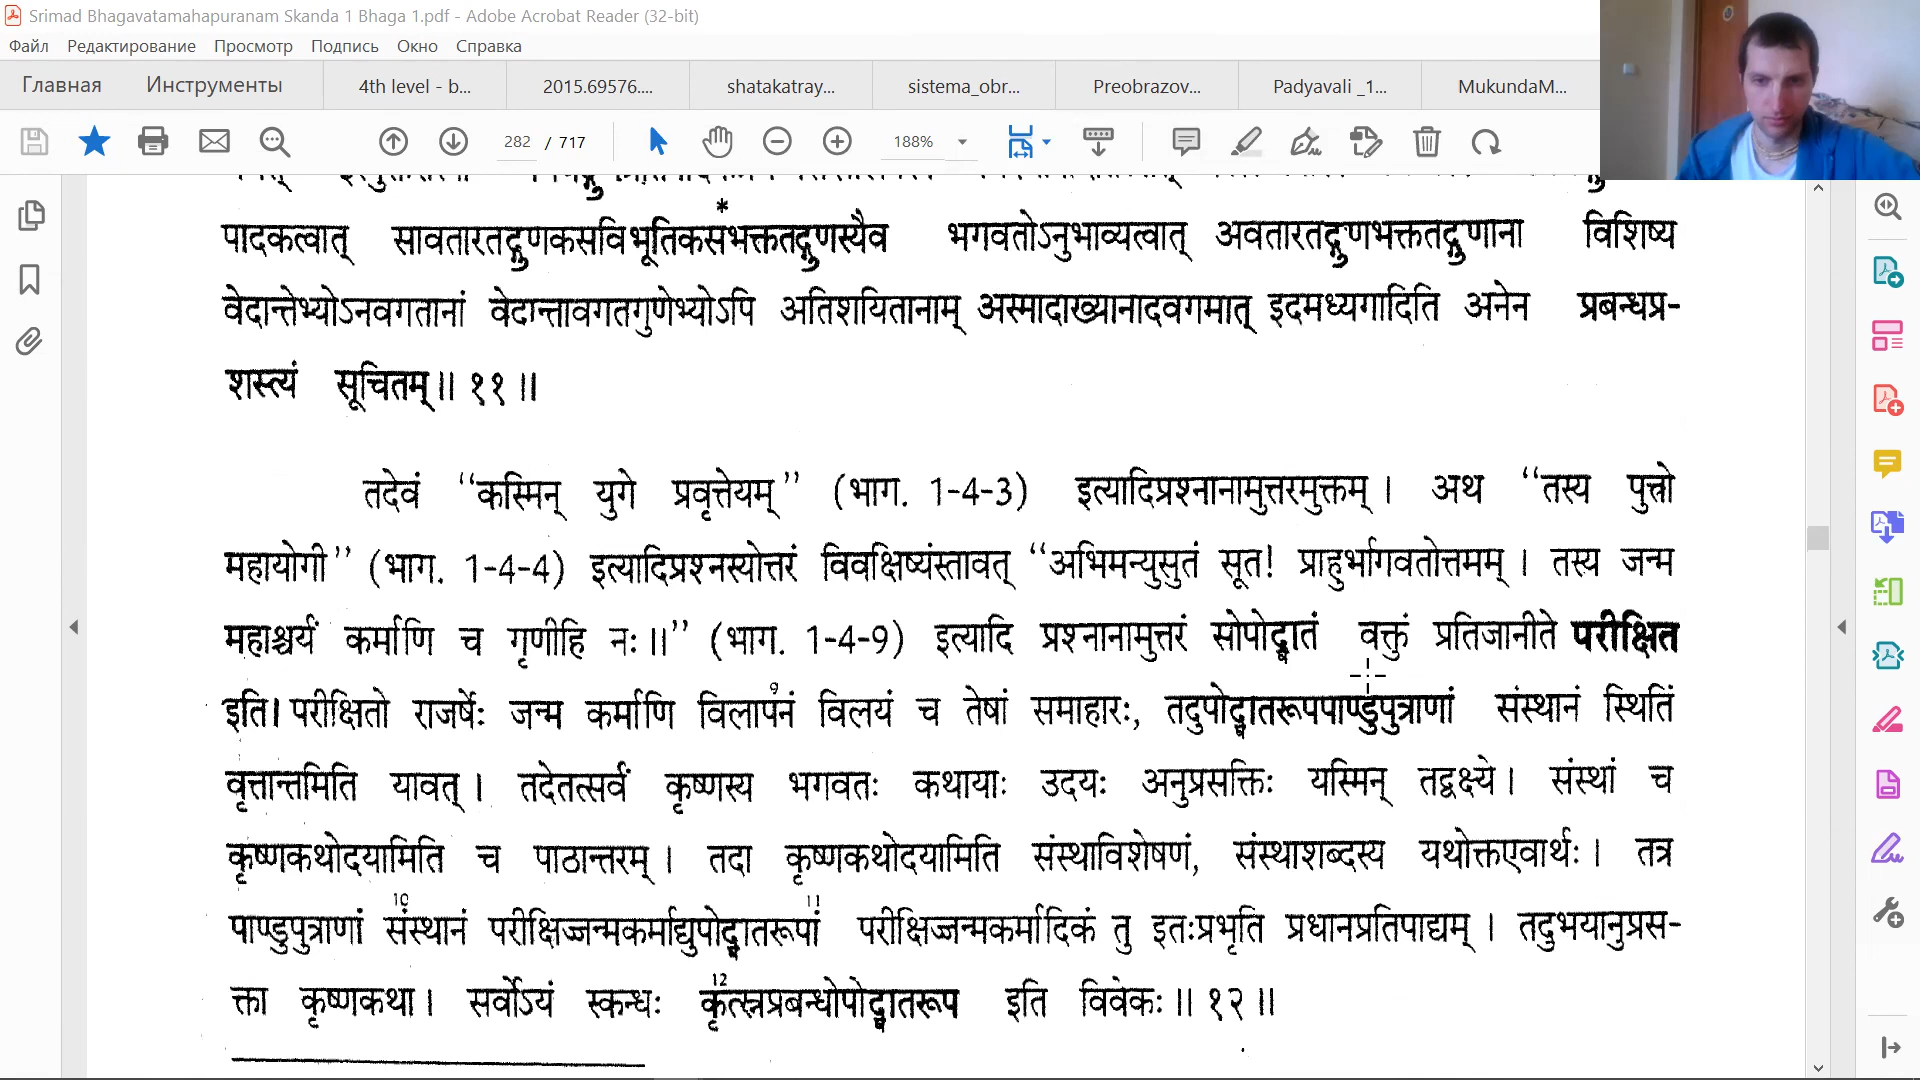 Srimad Bhagavatamahapuranam Skanda 1 Bhaga 1.pdf - Adobe Acrobat Reader (32-bit)
Файл Редактирование Просмотр Подпись Окно Справка
Главная Инструменты 4th level - b... 2015.69576.... shatakatray... sistema_obr... Preobrazov... Padyavali _1... MukundaM...
282 / 717 188%
पादकत्वात् सावतारतद्गुणकसविभूतिकसभक्ततद्गुणस्यैव भगवतोऽनुभाव्यत्वात् अवतारतद्गुणभक्ततद्गुणाना विशिष्य
वेदान्तेभ्योऽनवगतानां वेदान्तावगतगुणेभ्योऽपि अतिशयितानाम् अस्मादाख्यानादवगमात् इदमध्यगादिति अनेन प्रबन्धप्र-
शस्त्यं सूचितम्॥ ११ ॥
तदेवं “कस्मिन् युगे प्रवृत्तेयम्” (भाग. 1-4-3) इत्यादिप्रश्नानामुत्तरमुक्तम्। अथ “तस्य पुत्रो
महायोगी” (भाग. 1-4-4) इत्यादिप्रश्नस्योत्तरं विवक्षिष्यंस्तावत् “अभिमन्युसुतं सूत! प्राहुर्भागवतोत्तमम्। तस्य जन्म
महाश्चर्यं कर्माणि च गृणीहि नः॥” (भाग. 1-4-9) इत्यादि प्रश्नानामुत्तरं सोपोद्घातं वक्तुं प्रतिजानीते परीक्षित
इति। परीक्षितो राजर्षेः जन्म कर्माणि विलापनं9 विलयं च तेषां समाहारः, तदुपोद्घातरूपपाण्डुपुत्राणां संस्थानं स्थितिं
वृत्तान्तमिति यावत्। तदेतत्सर्वं कृष्णस्य भगवतः कथायाः उदयः अनुप्रसक्तिः यस्मिन् तद्वक्ष्ये। संस्थां च
कृष्णकथोदयामिति च पाठान्तरम्। तदा कृष्णकथोदयामिति संस्थाविशेषणं, संस्थाशब्दस्य यथोक्तएवार्थः। तत्र
पाण्डुपुत्राणां संस्थानं10 परीक्षिज्जन्मकर्माद्युपोद्घातरूपां11 परीक्षिज्जन्मकर्मादिकं तु इतःप्रभृति प्रधानप्रतिपाद्यम्। तदुभयानुप्रस-
क्ता कृष्णकथा। सर्वोऽयं स्कन्धः कृत्स्नप्रबन्धोपोद्घातरूप12 इति विवेकः॥ १२ ॥